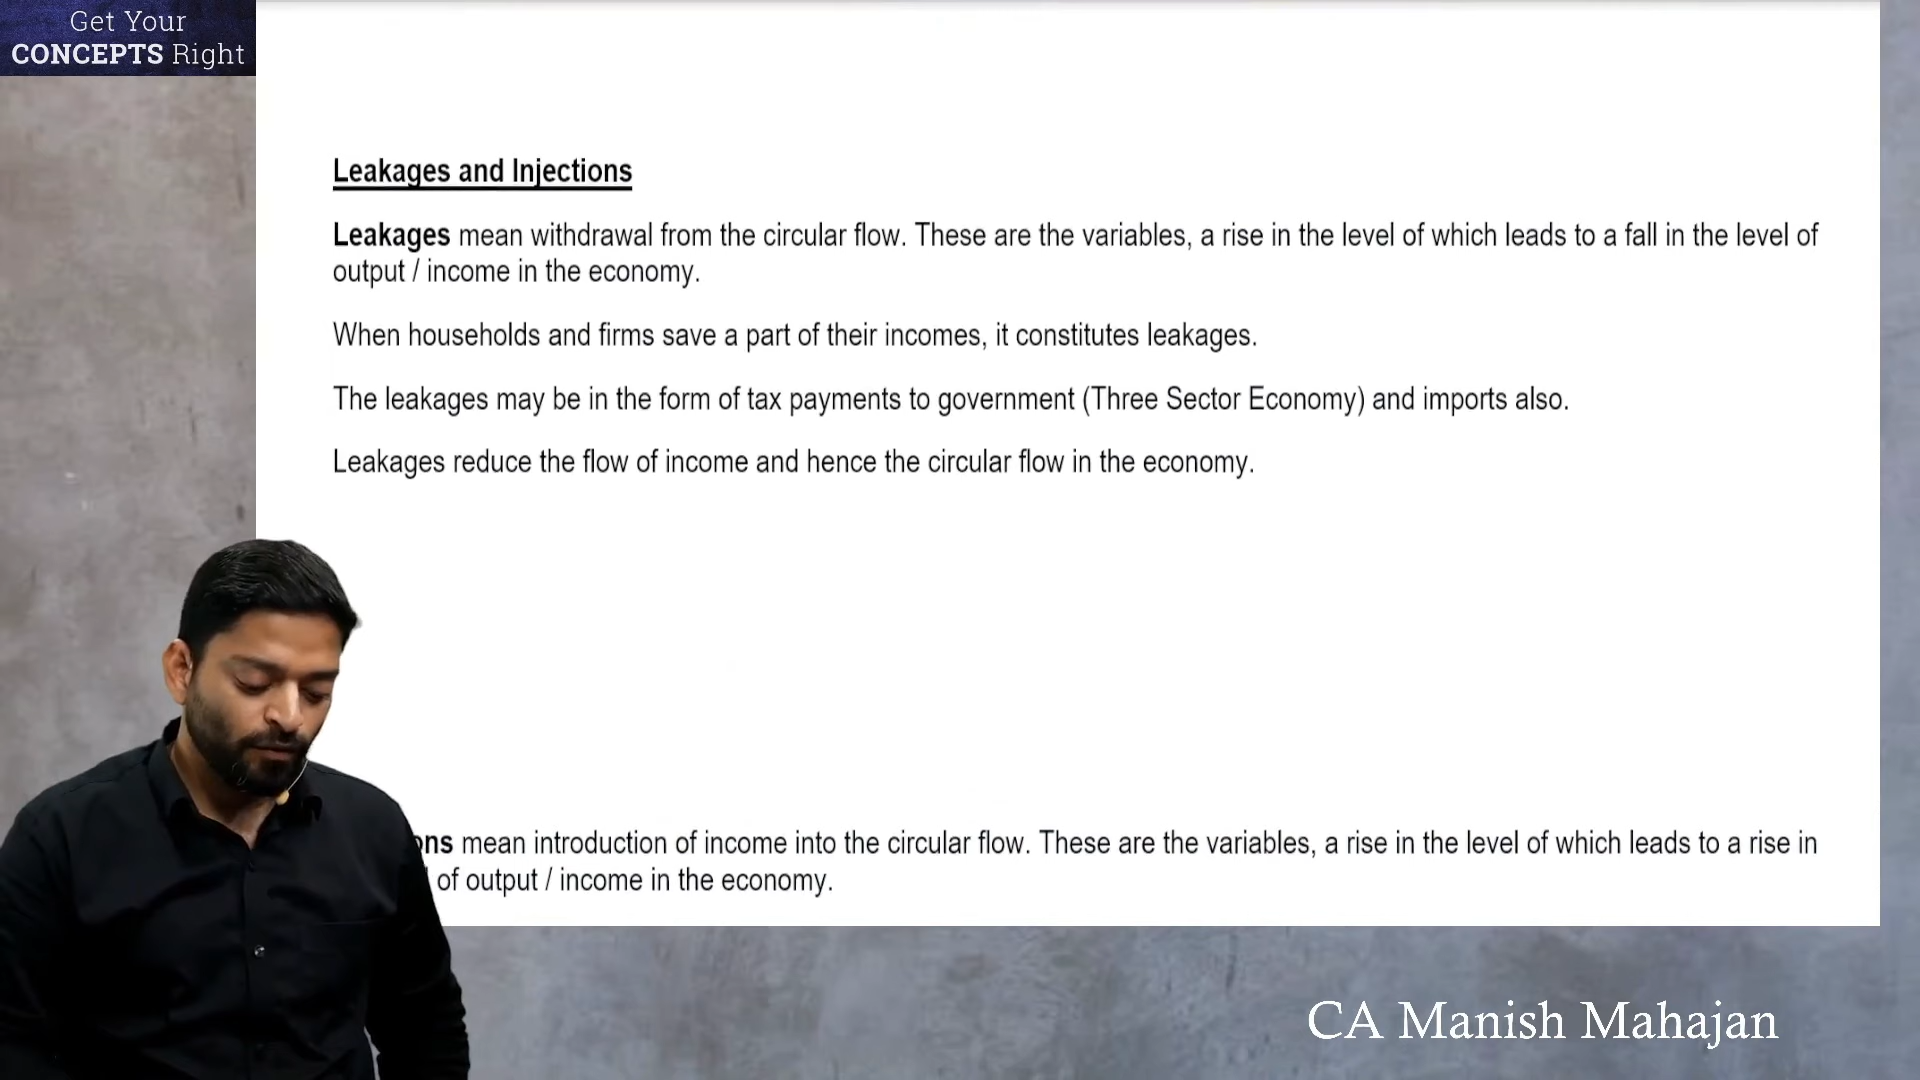 Get Your
CONCEPTS Right
Leakages and Injections
Leakages mean withdrawal from the circular flow. These are the variables, a rise in the level of which leads to a fall in the level of
output / income in the economy.
When households and firms save a part of their incomes, it constitutes leakages.
The leakages may be in the form of tax payments to government (Three Sector Economy) and imports also.
Leakages reduce the flow of income and hence the circular flow in the economy.
mean introduction of income into the circular flow. These are the variables, a rise in the level of which leads to a rise in
of output / income in the economy.
CA Manish Mahajan